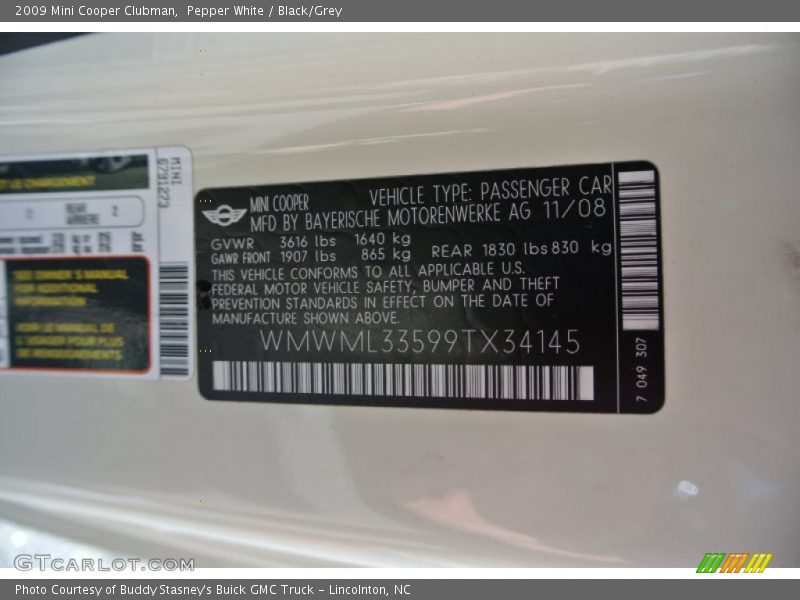 2009 Mini Cooper Clubman, Pepper White / Black/Grey
MINI
6791273
2
REAR
ARRIERE
2
SEE OWNER'S MANUAL
FOR ADDITIONAL
INFORMATION
VOIR LE MANUAL DE
L'USAGER POUR PLUS
DE RENSEIGNEMENTS
MINI COOPER VEHICLE TYPE: PASSENGER CAR
MFD BY BAYERISCHE MOTORENWERKE AG 11/08
GVWR 3616 lbs 1640 kg
GAWR FRONT 1907 lbs 865 kg REAR 1830 lbs 830 kg
THIS VEHICLE CONFORMS TO ALL APPLICABLE U.S.
FEDERAL MOTOR VEHICLE SAFETY, BUMPER AND THEFT
PREVENTION STANDARDS IN EFFECT ON THE DATE OF
MANUFACTURE SHOWN ABOVE.
WMWML33599TX34145
7 049 307
GTCARLOT.COM
Photo Courtesy of Buddy Stasney's Buick GMC Truck - Lincolnton, NC